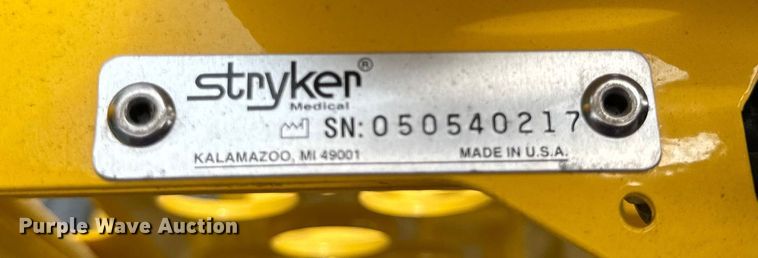 stryker®
Medical
SN: 050540217
KALAMAZOO, MI 49001
MADE IN U.S.A.
Purple Wave Auction